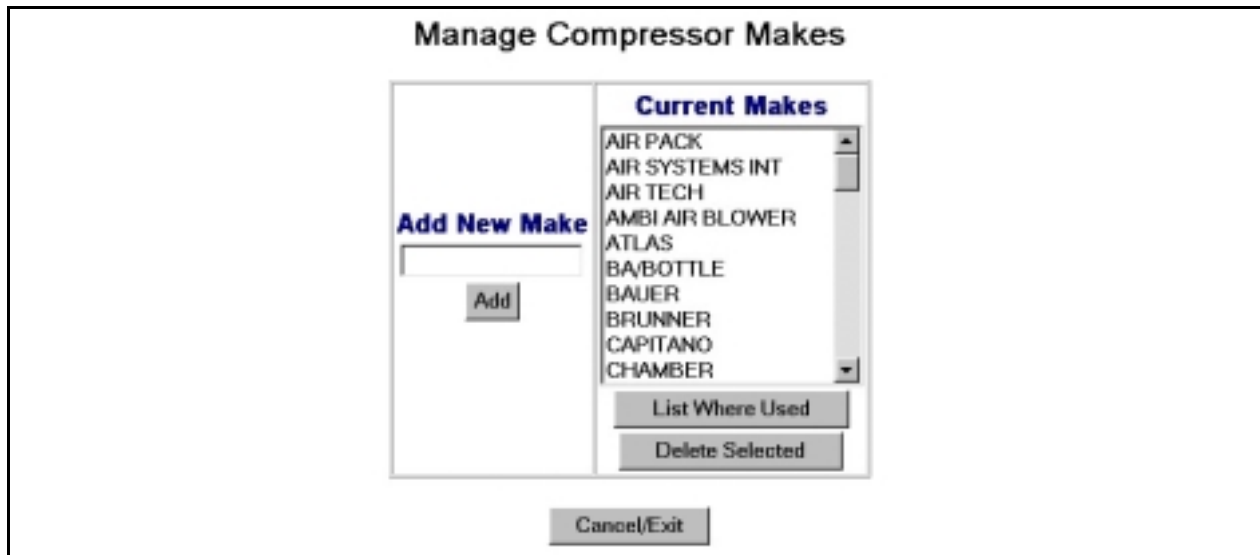 Manage Compressor Makes
Add New Make
Add
Current Makes
AIR PACK
AIR SYSTEMS INT
AIR TECH
AMBI AIR BLOWER
ATLAS
BA/BOTTLE
BAUER
BRUNNER
CAPITANO
CHAMBER
List Where Used
Delete Selected
Cancel/Exit